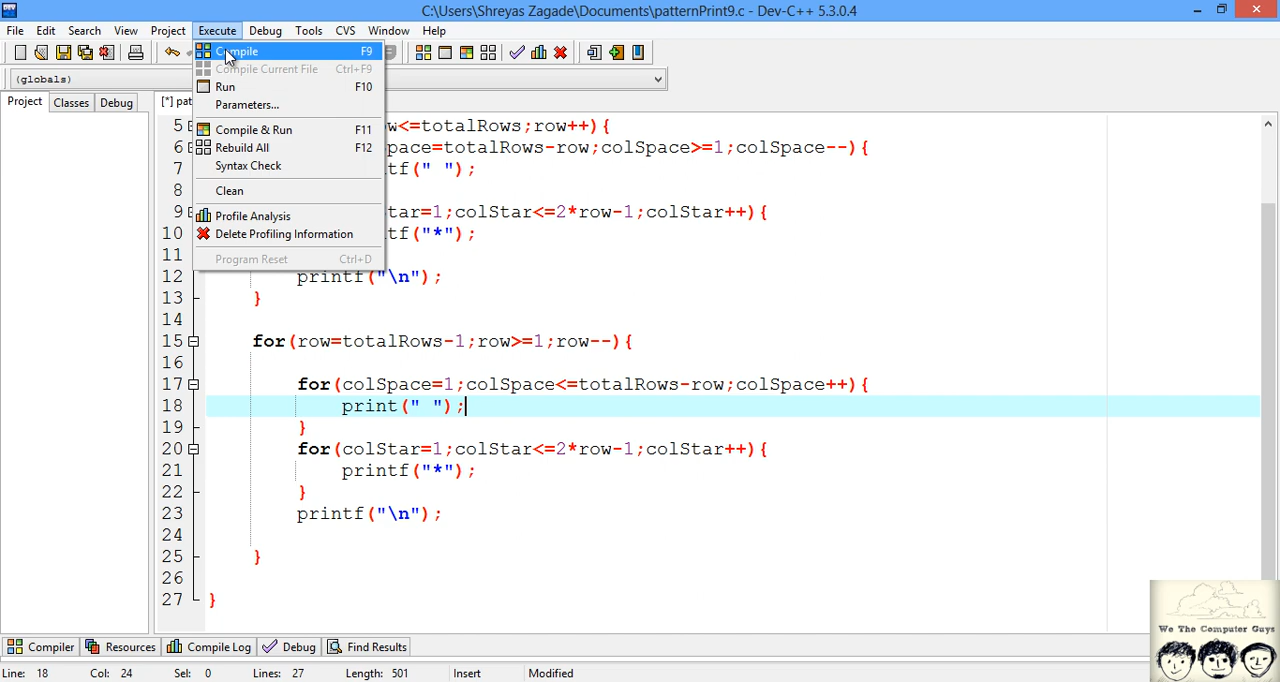 C:\Users\Shreyas Zagade\Documents\patternPrint9.c - Dev-C++ 5.3.0.4
File Edit Search View Project Execute Debug Tools CVS Window Help
Compile F9
Compile Current File Ctrl+F9
Run F10
Parameters...
Compile & Run F11
Rebuild All F12
Syntax Check
Clean
Profile Analysis
Delete Profiling Information
Program Reset Ctrl+D
(globals)
Project Classes Debug [*] pat
5 w<=totalRows;row++){
6 pace=totalRows-row;colSpace>=1;colSpace--){
7 tf(" ");
8
9 tar=1;colStar<=2*row-1;colStar++){
10 tf("*");
11
12 printf("\n");
13 }
14
15 for(row=totalRows-1;row>=1;row--){
16
17 for(colSpace=1;colSpace<=totalRows-row;colSpace++){
18 print(" ");
19 }
20 for(colStar=1;colStar<=2*row-1;colStar++){
21 printf("*");
22 }
23 printf("\n");
24
25 }
26
27 }
We The Computer Guys
Compiler Resources Compile Log Debug Find Results
Line: 18 Col: 24 Sel: 0 Lines: 27 Length: 501 Insert Modified